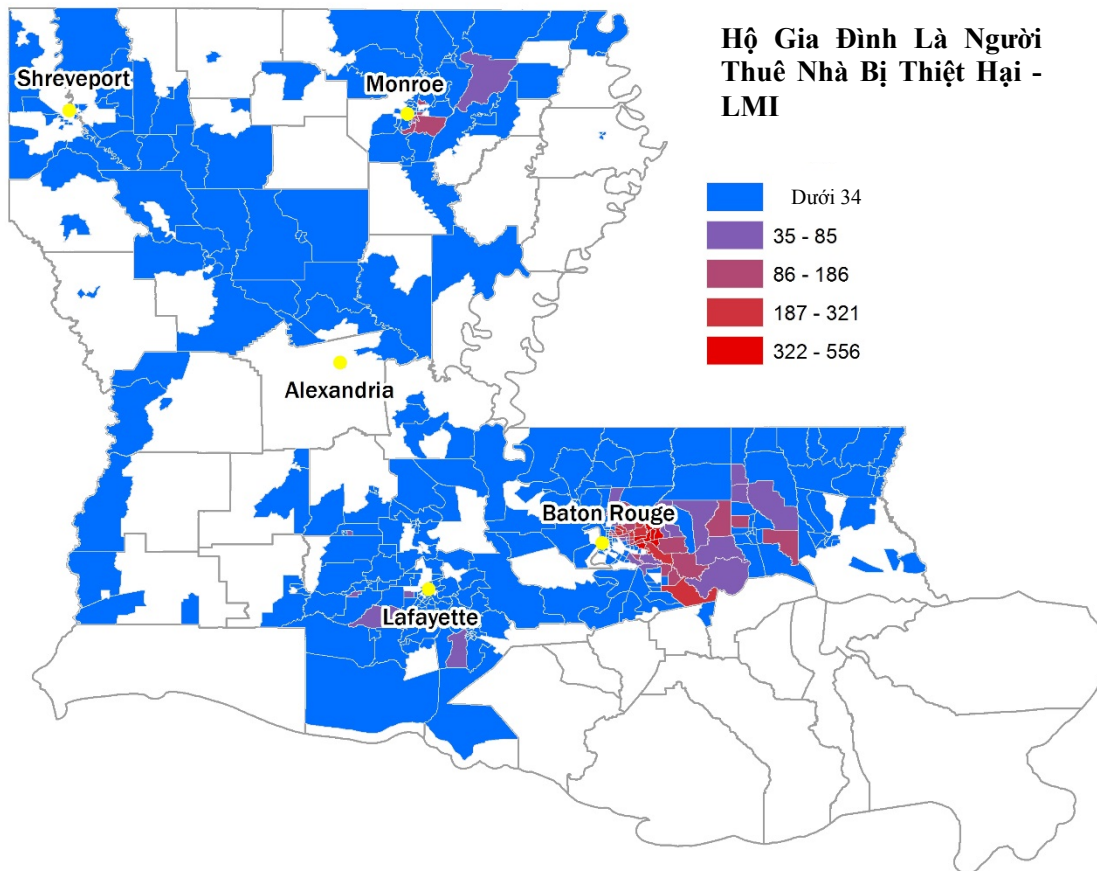 Hộ Gia Đình Là Người
Thuê Nhà Bị Thiệt Hại -
LMI
Shreveport
Monroe
Dưới 34
35 - 85
86 - 186
187 - 321
322 - 556
Alexandria
Baton Rouge
Lafayette